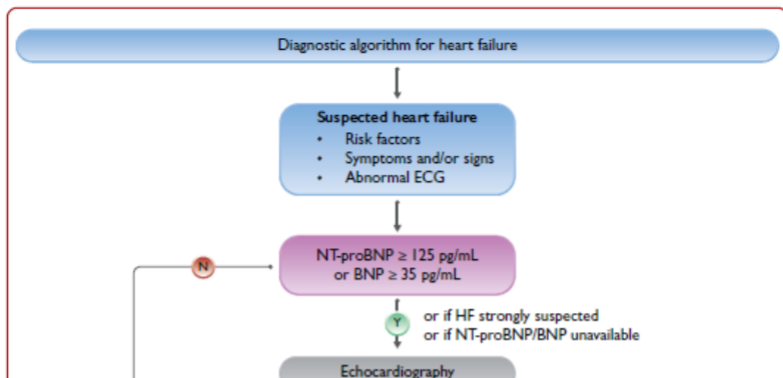 Diagnostic algorithm for heart failure
Suspected heart failure
• Risk factors
• Symptoms and/or signs
• Abnormal ECG
NT-proBNP ≥ 125 pg/mL
or BNP ≥ 35 pg/mL
N
Y
or if HF strongly suspected
or if NT-proBNP/BNP unavailable
Echocardiography